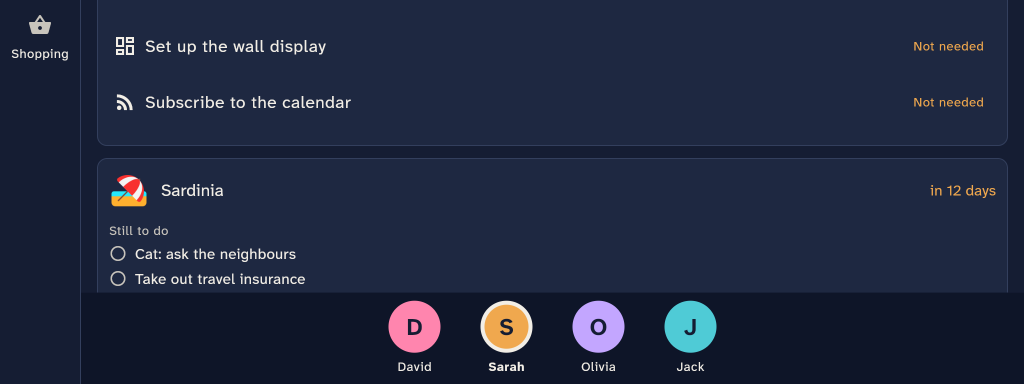 Shopping
Set up the wall display
Not needed
Subscribe to the calendar
Not needed
Sardinia
in 12 days
Still to do
Cat: ask the neighbours
Take out travel insurance
D
S
O
J
David
Sarah
Olivia
Jack